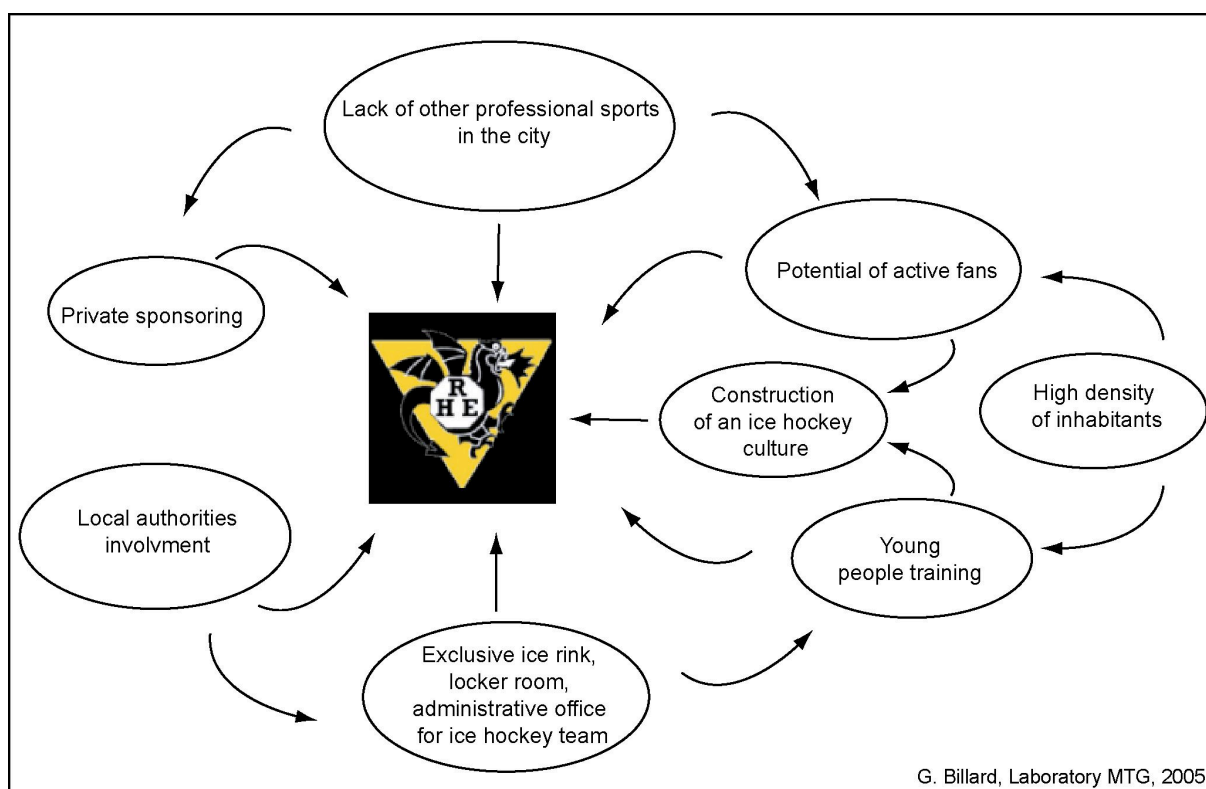 Lack of other professional sports
in the city
Potential of active fans
Private sponsoring
R
H E
Construction
of an ice hockey
culture
High density
of inhabitants
Local authorities
involvment
Young
people training
Exclusive ice rink,
locker room,
administrative office
for ice hockey team
G. Billard, Laboratory MTG, 2005